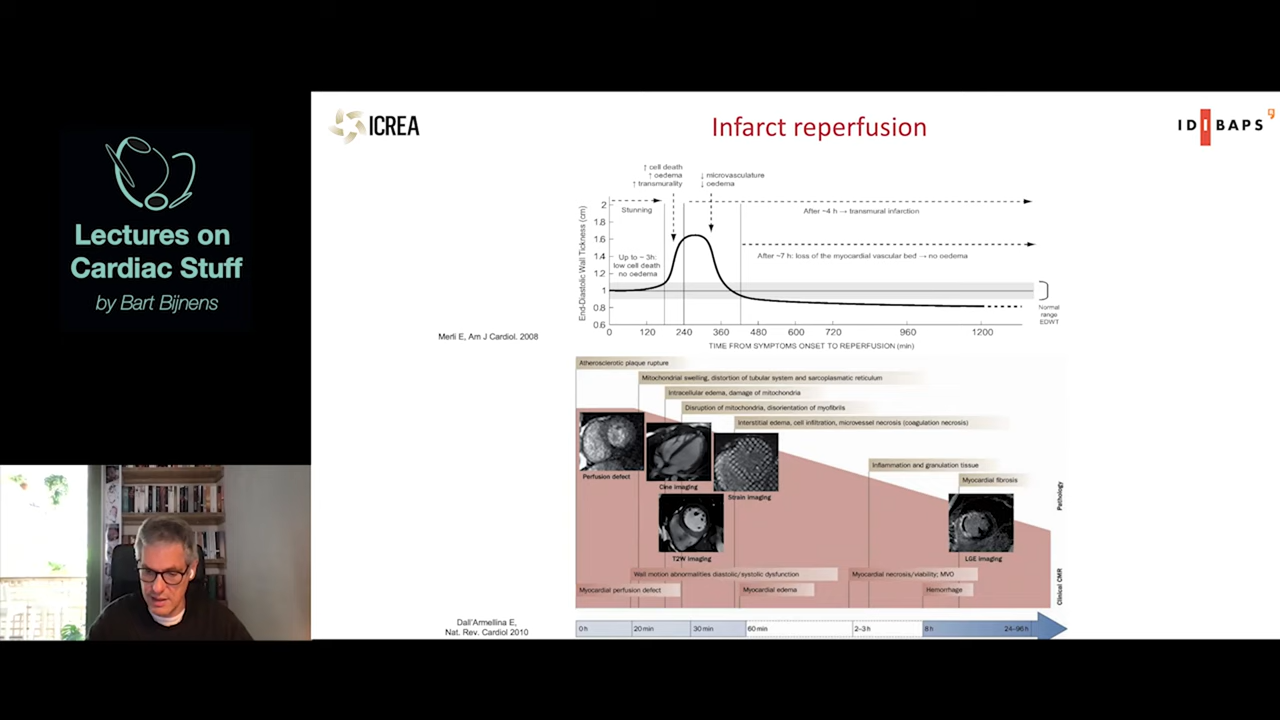 Lectures on
Cardiac Stuff
by Bart Bijnens
ICREA
Infarct reperfusion
IDIBAPS
↑ cell death
↑ oedema
↑ transmurality
↓ microvasculature
↓ oedema
End-Diastolic Wall Tickness (cm)
2
1.8
1.6
1.4
1.2
1
0.8
0.6
Stunning
Up to ~ 3h:
low cell death
no oedema
After ~4 h → transmural infarction
After ~7 h: loss of the myocardial vascular bed → no oedema
Normal
range
EDWT
0 120 240 360 480 600 720 960 1200
TIME FROM SYMPTOMS ONSET TO REPERFUSION (min)
Merli E, Am J Cardiol. 2008
Atherosclerotic plaque rupture
Mitochondrial swelling, distortion of tubular system and sarcoplasmatic reticulum
Intracellular edema, damage of mitochondria
Disruption of mitochondria, disorientation of myofibrils
Interstitial edema, cell infiltration, microvessel necrosis (coagulation necrosis)
Inflammation and granulation tissue
Myocardial fibrosis
Pathology
Perfusion defect
Cine imaging
Strain imaging
T2W imaging
LGE imaging
Wall motion abnormalities diastolic/systolic dysfunction
Myocardial necrosis/viability; MVO
Myocardial perfusion defect
Myocardial edema
Hemorrhage
Clinical CMR
0 h 20 min 30 min 60 min 2–3 h 8 h 24–96 h
Dall'Armellina E,
Nat. Rev. Cardiol 2010